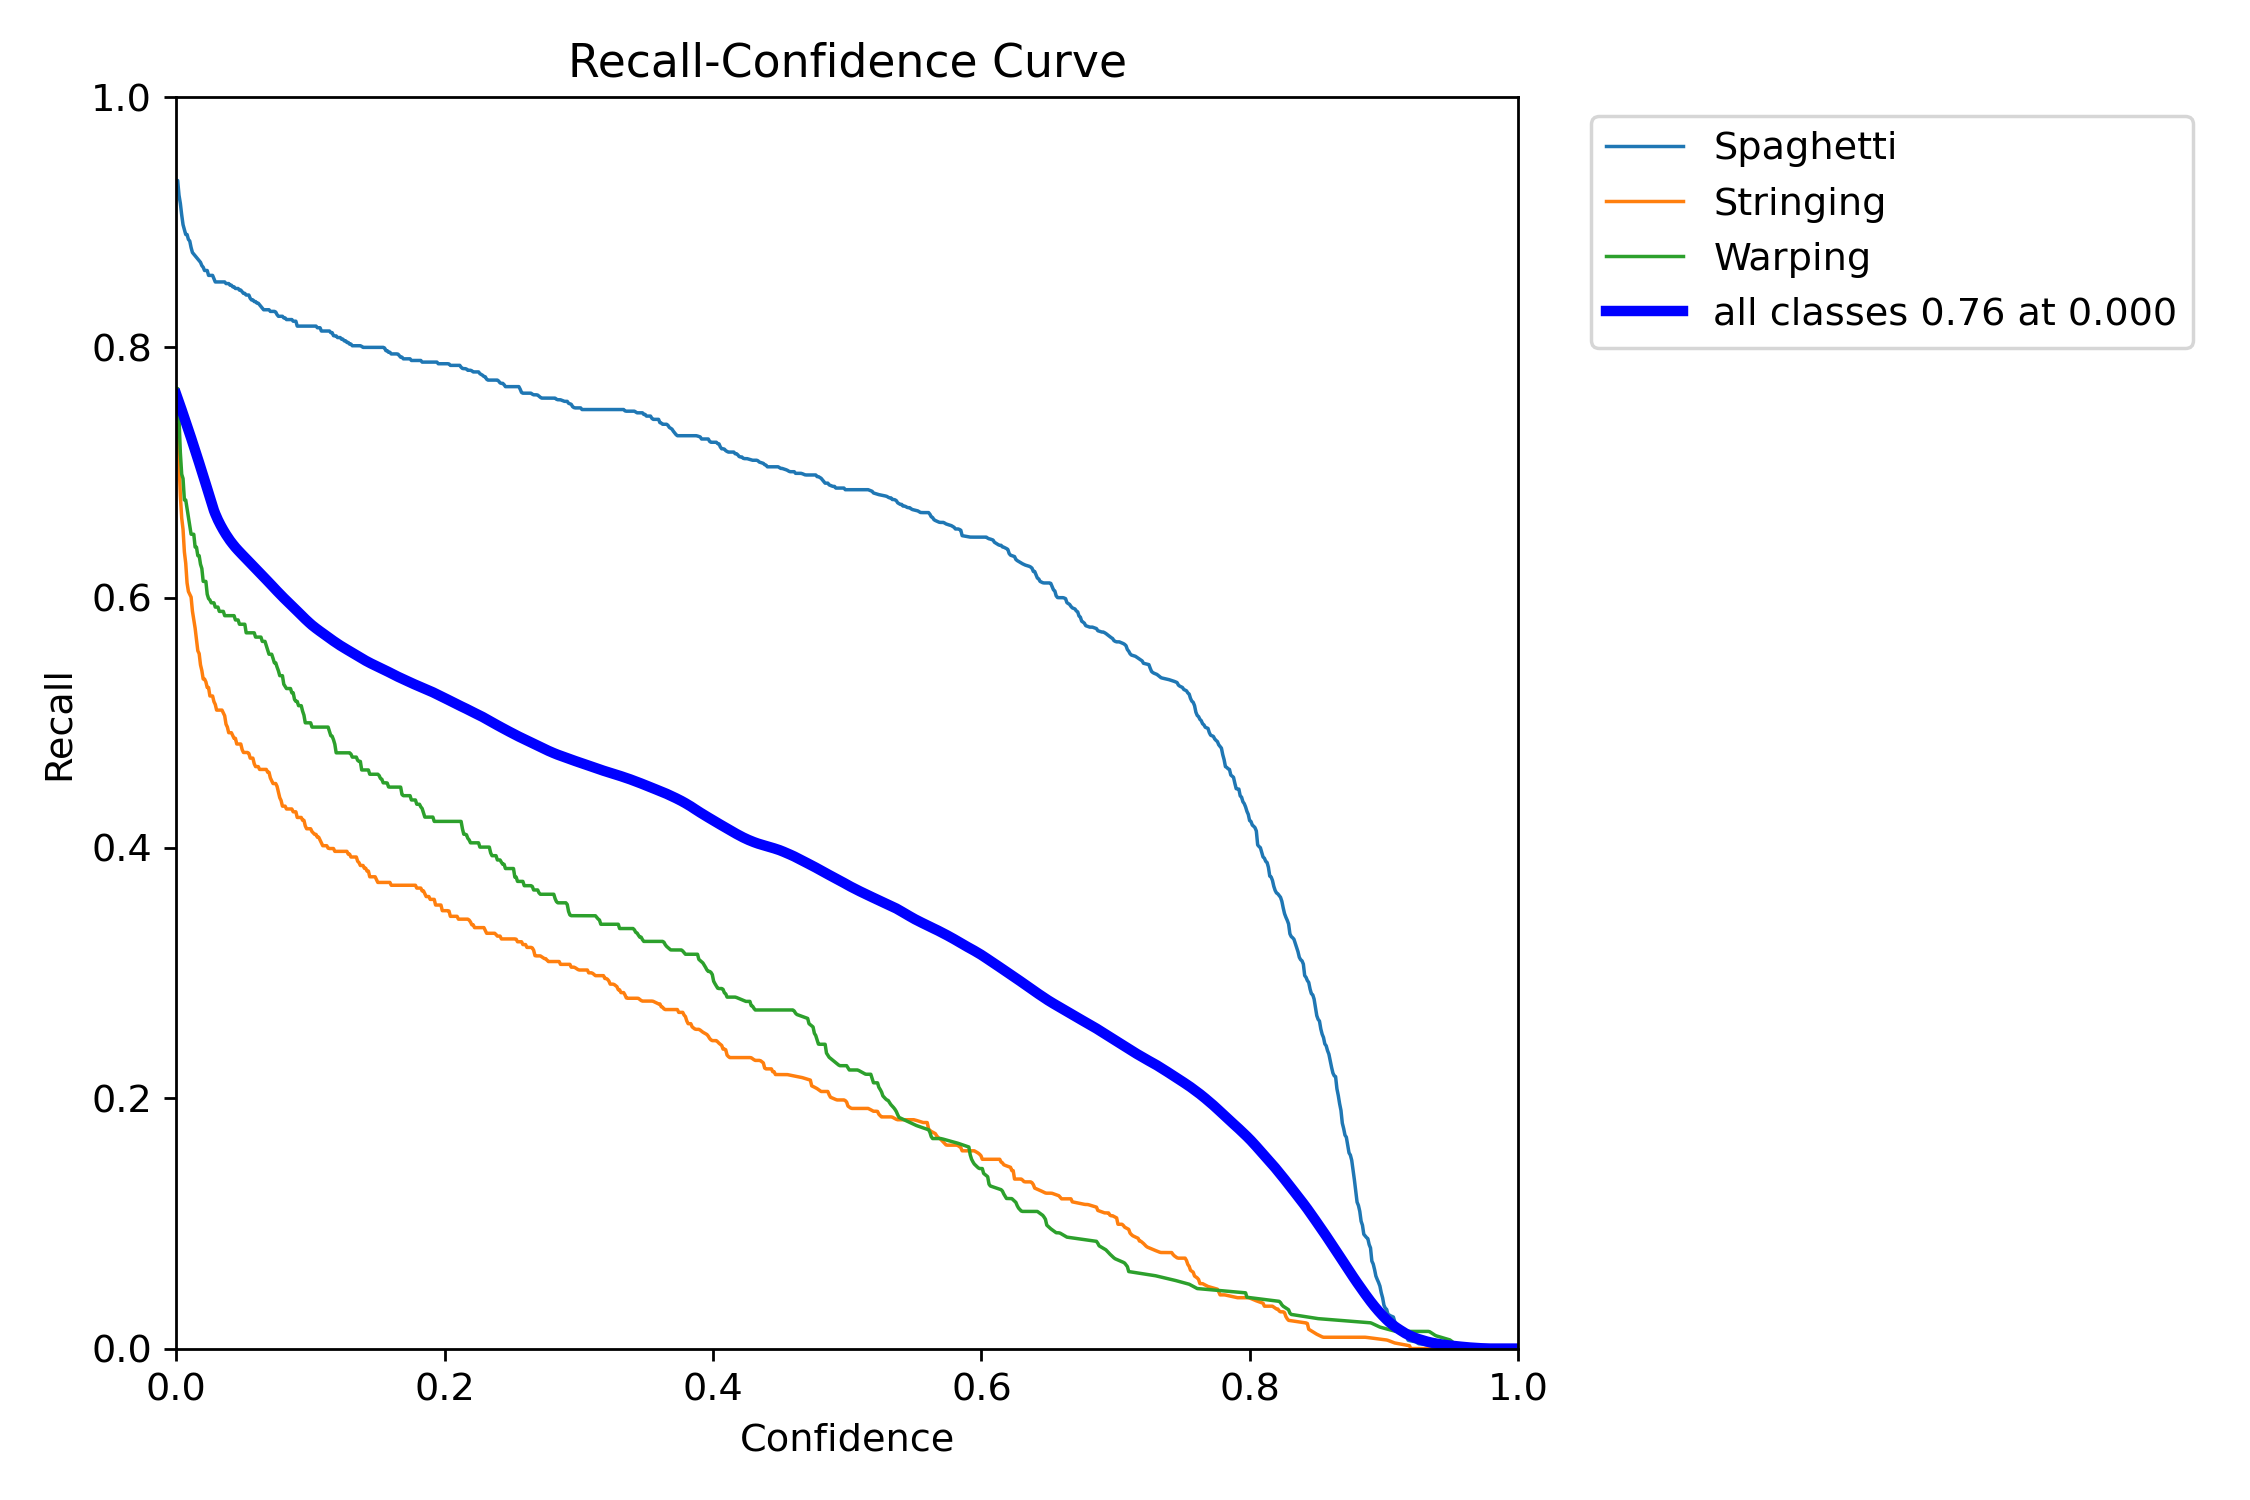 Recall-Confidence Curve
1.0
0.8
0.6
0.4
0.2
0.0
Recall
0.0 0.2 0.4 0.6 0.8 1.0
Confidence
Spaghetti
Stringing
Warping
all classes 0.76 at 0.000